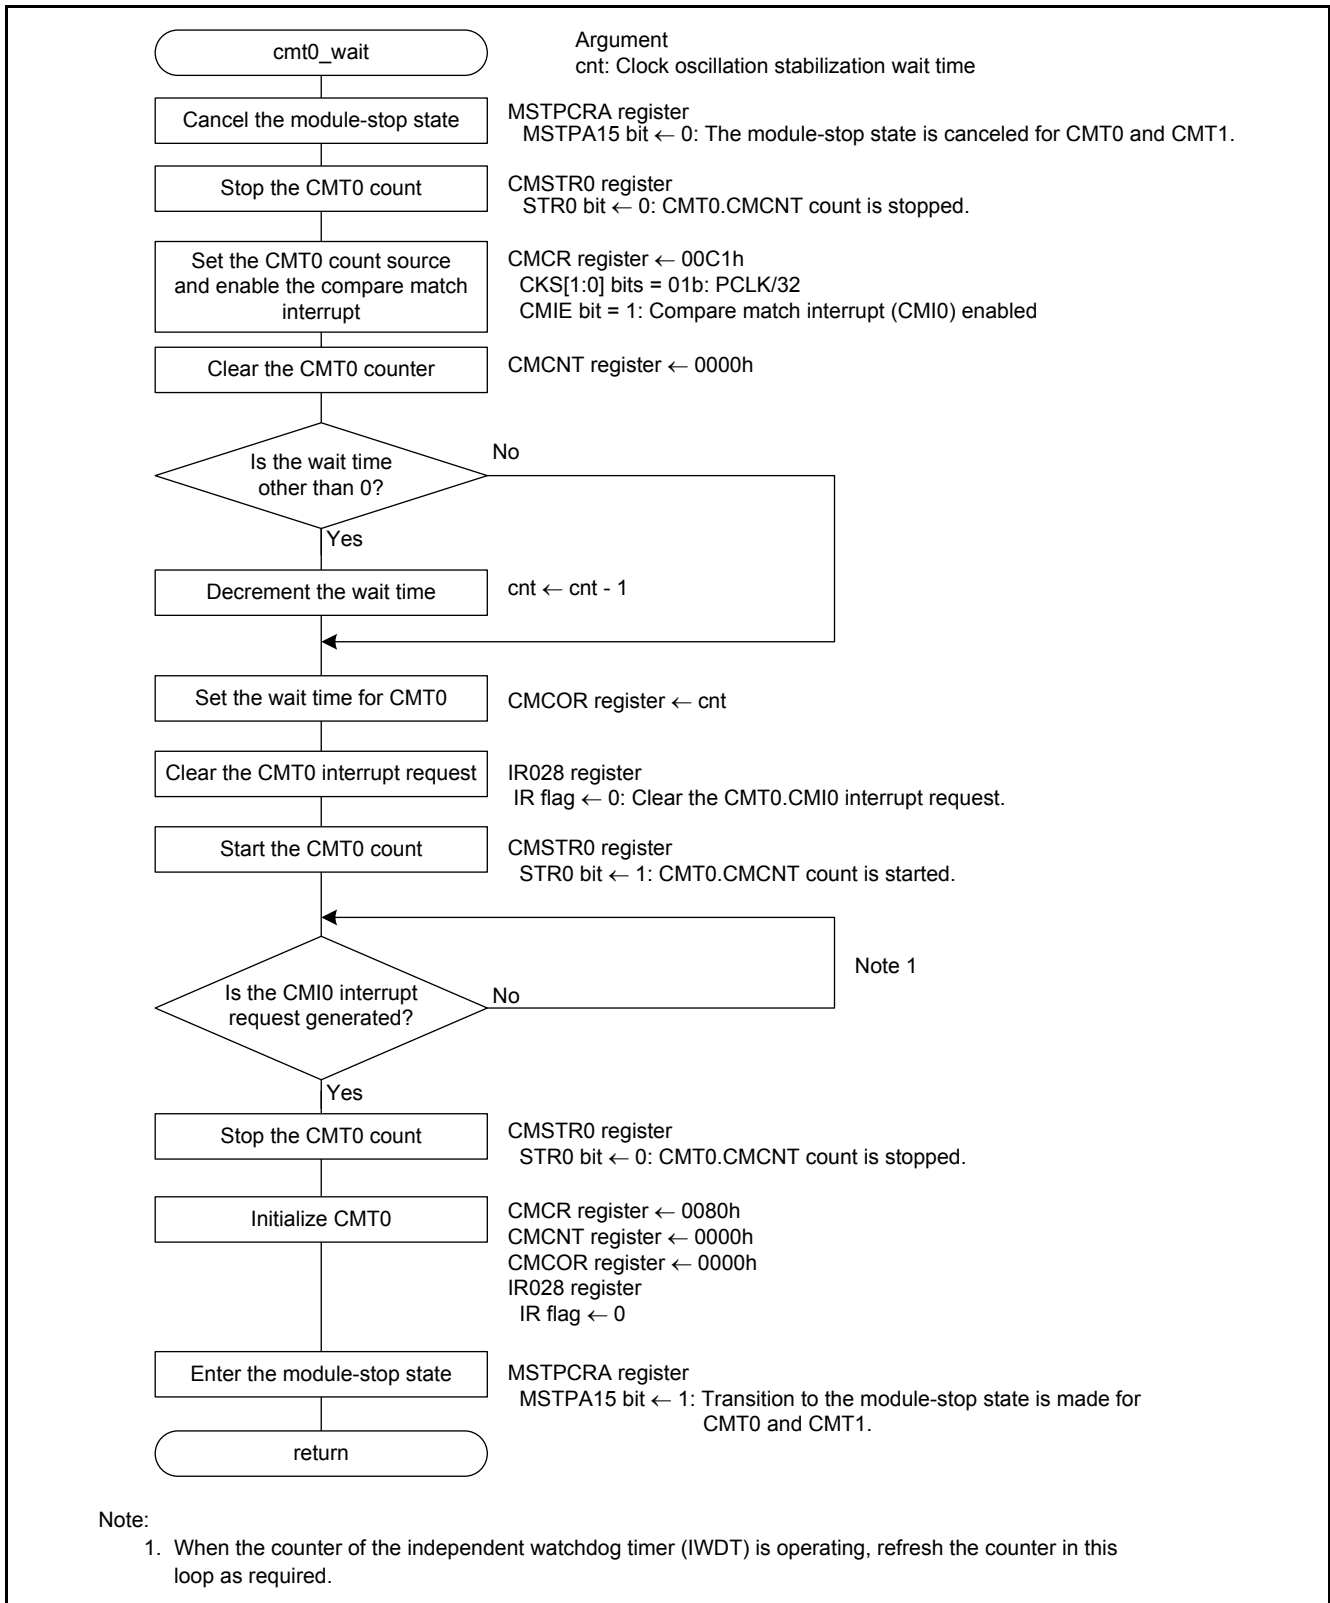 cmt0_wait
Argument
cnt: Clock oscillation stabilization wait time
Cancel the module-stop state
MSTPCRA register
MSTPA15 bit ← 0: The module-stop state is canceled for CMT0 and CMT1.
Stop the CMT0 count
CMSTR0 register
STR0 bit ← 0: CMT0.CMCNT count is stopped.
Set the CMT0 count source
and enable the compare match
interrupt
CMCR register ← 00C1h
CKS[1:0] bits = 01b: PCLK/32
CMIE bit = 1: Compare match interrupt (CMI0) enabled
Clear the CMT0 counter
CMCNT register ← 0000h
Is the wait time
other than 0?
No
Yes
Decrement the wait time
cnt ← cnt - 1
Set the wait time for CMT0
CMCOR register ← cnt
Clear the CMT0 interrupt request
IR028 register
IR flag ← 0: Clear the CMT0.CMI0 interrupt request.
Start the CMT0 count
CMSTR0 register
STR0 bit ← 1: CMT0.CMCNT count is started.
Is the CMI0 interrupt
request generated?
No
Note 1
Yes
Stop the CMT0 count
CMSTR0 register
STR0 bit ← 0: CMT0.CMCNT count is stopped.
Initialize CMT0
CMCR register ← 0080h
CMCNT register ← 0000h
CMCOR register ← 0000h
IR028 register
IR flag ← 0
Enter the module-stop state
MSTPCRA register
MSTPA15 bit ← 1: Transition to the module-stop state is made for
CMT0 and CMT1.
return
Note:
1. When the counter of the independent watchdog timer (IWDT) is operating, refresh the counter in this
loop as required.